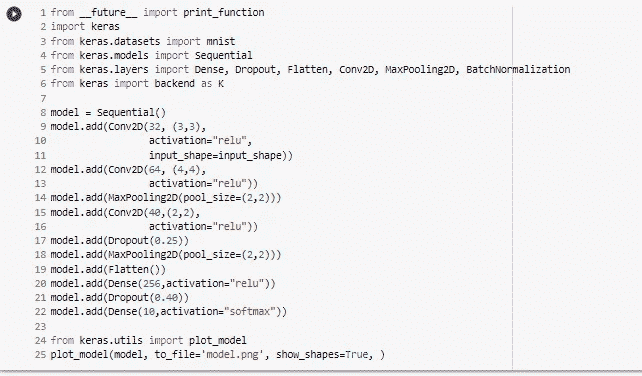 1 from __future__ import print_function
2 import keras
3 from keras.datasets import mnist
4 from keras.models import Sequential
5 from keras.layers import Dense, Dropout, Flatten, Conv2D, MaxPooling2D, BatchNormalization
6 from keras import backend as K
7
8 model = Sequential()
9 model.add(Conv2D(32, (3,3),
10                 activation="relu",
11                 input_shape=input_shape))
12 model.add(Conv2D(64, (4,4),
13                 activation="relu"))
14 model.add(MaxPooling2D(pool_size=(2,2)))
15 model.add(Conv2D(40,(2,2),
16                 activation="relu"))
17 model.add(Dropout(0.25))
18 model.add(MaxPooling2D(pool_size=(2,2)))
19 model.add(Flatten())
20 model.add(Dense(256,activation="relu"))
21 model.add(Dropout(0.40))
22 model.add(Dense(10,activation="softmax"))
23
24 from keras.utils import plot_model
25 plot_model(model, to_file='model.png', show_shapes=True, )